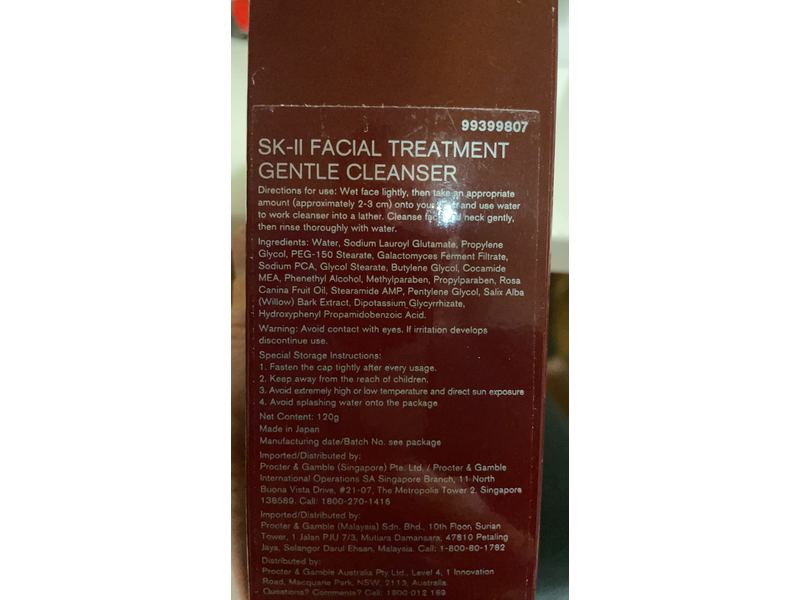 99399807
SK-II FACIAL TREATMENT
GENTLE CLEANSER
Directions for use: Wet face lightly, then take an appropriate
amount (approximately 2-3 cm) onto your and use water
to work cleanser into a lather. Cleanse neck gently,
then rinse thoroughly with water.
Ingredients: Water, Sodium Lauroyl Glutamate, Propylene
Glycol, PEG-150 Stearate, Galactomyces Ferment Filtrate,
Sodium PCA, Glycol Stearate, Butylene Glycol, Cocamide
MEA, Phenethyl Alcohol, Methylparaben, Propylparaben, Rosa
Canina Fruit Oil, Stearamide AMP, Pentylene Glycol, Salix Alba
(Willow) Bark Extract, Dipotassium Glycyrrhizate,
Hydroxyphenyl Propamidobenzoic Acid.
Warning: Avoid contact with eyes. If irritation develops
discontinue use.
Special Storage Instructions:
1. Fasten the cap tightly after every usage.
2. Keep away from the reach of children.
3. Avoid extremely high or low temperature and direct sun exposure
4. Avoid splashing water onto the package
Net Content: 120g
Made in Japan
Manufacturing date/Batch No. see package
Imported/Distributed by:
Procter & Gamble (Singapore) Pte. Ltd. / Procter & Gamble
International Operations SA Singapore Branch, 11 North
Buona Vista Drive, #21-07, The Metropolis Tower 2, Singapore
138589. Call: 1800-270-1416
Imported/Distributed by:
Procter & Gamble (Malaysia) Sdn. Bhd., 10th Floor, Surian
Tower, 1 Jalan PJU 7/3, Mutiara Damansara, 47810 Petaling
Jaya, Selangor Darul Ehsan, Malaysia. Call: 1-800-80-1782
Distributed by:
Procter & Gamble Australia Pty Ltd., Level 4, 1 Innovation
Road, Macquarie Park, NSW, 2113, Australia.
Questions? Comments? Call: 1800 012 169